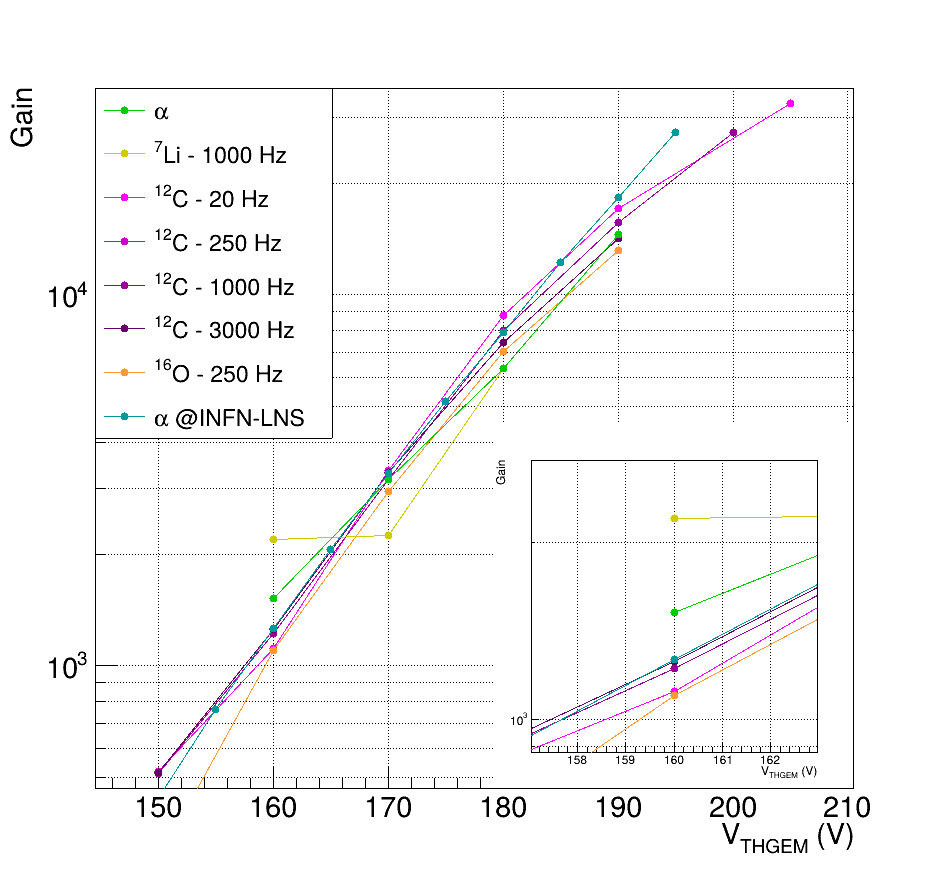 Gain
α
⁷Li - 1000 Hz
¹²C - 20 Hz
¹²C - 250 Hz
¹²C - 1000 Hz
¹²C - 3000 Hz
¹⁶O - 250 Hz
α @INFN-LNS
10⁴
10³
150 160 170 180 190 200 210
V_THGEM (V)
Gain
10³
158 159 160 161 162
V_THGEM (V)